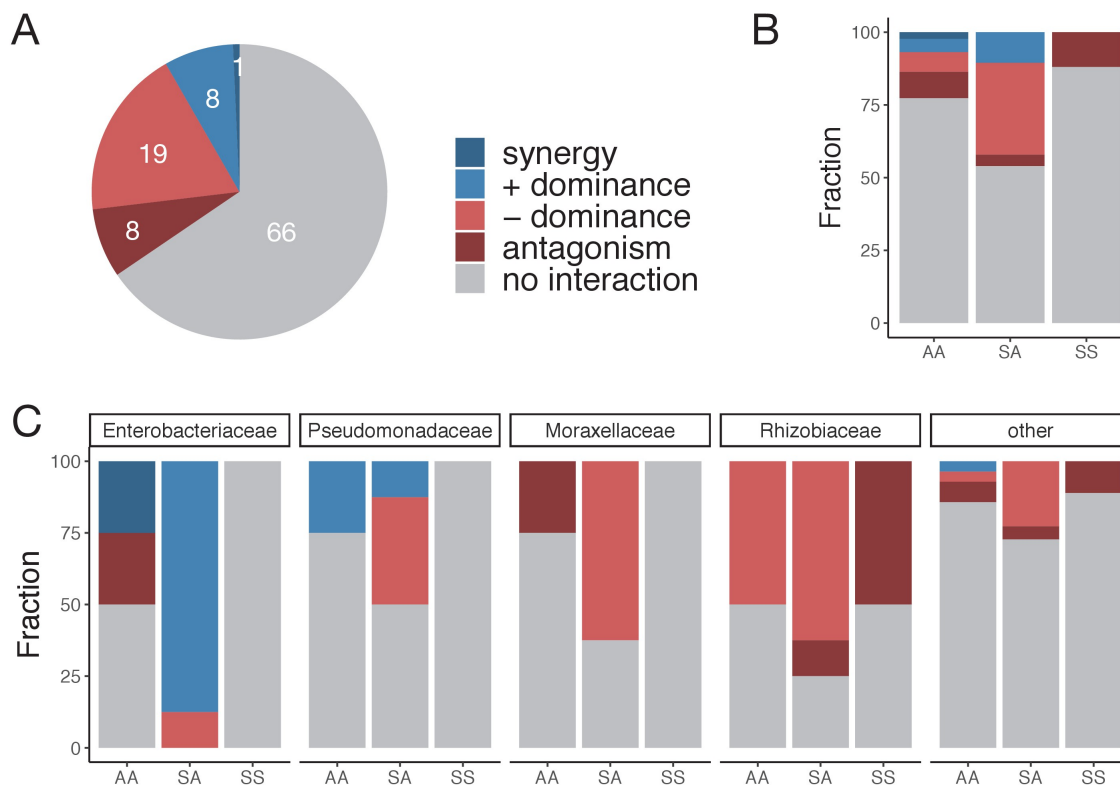 A
1
8
19
8
66
synergy
+ dominance
– dominance
antagonism
no interaction
B
Fraction
100
75
50
25
0
AA SA SS
C
Enterobacteriaceae Pseudomonadaceae Moraxellaceae Rhizobiaceae other
Fraction
100
75
50
25
0
AA SA SS AA SA SS AA SA SS AA SA SS AA SA SS